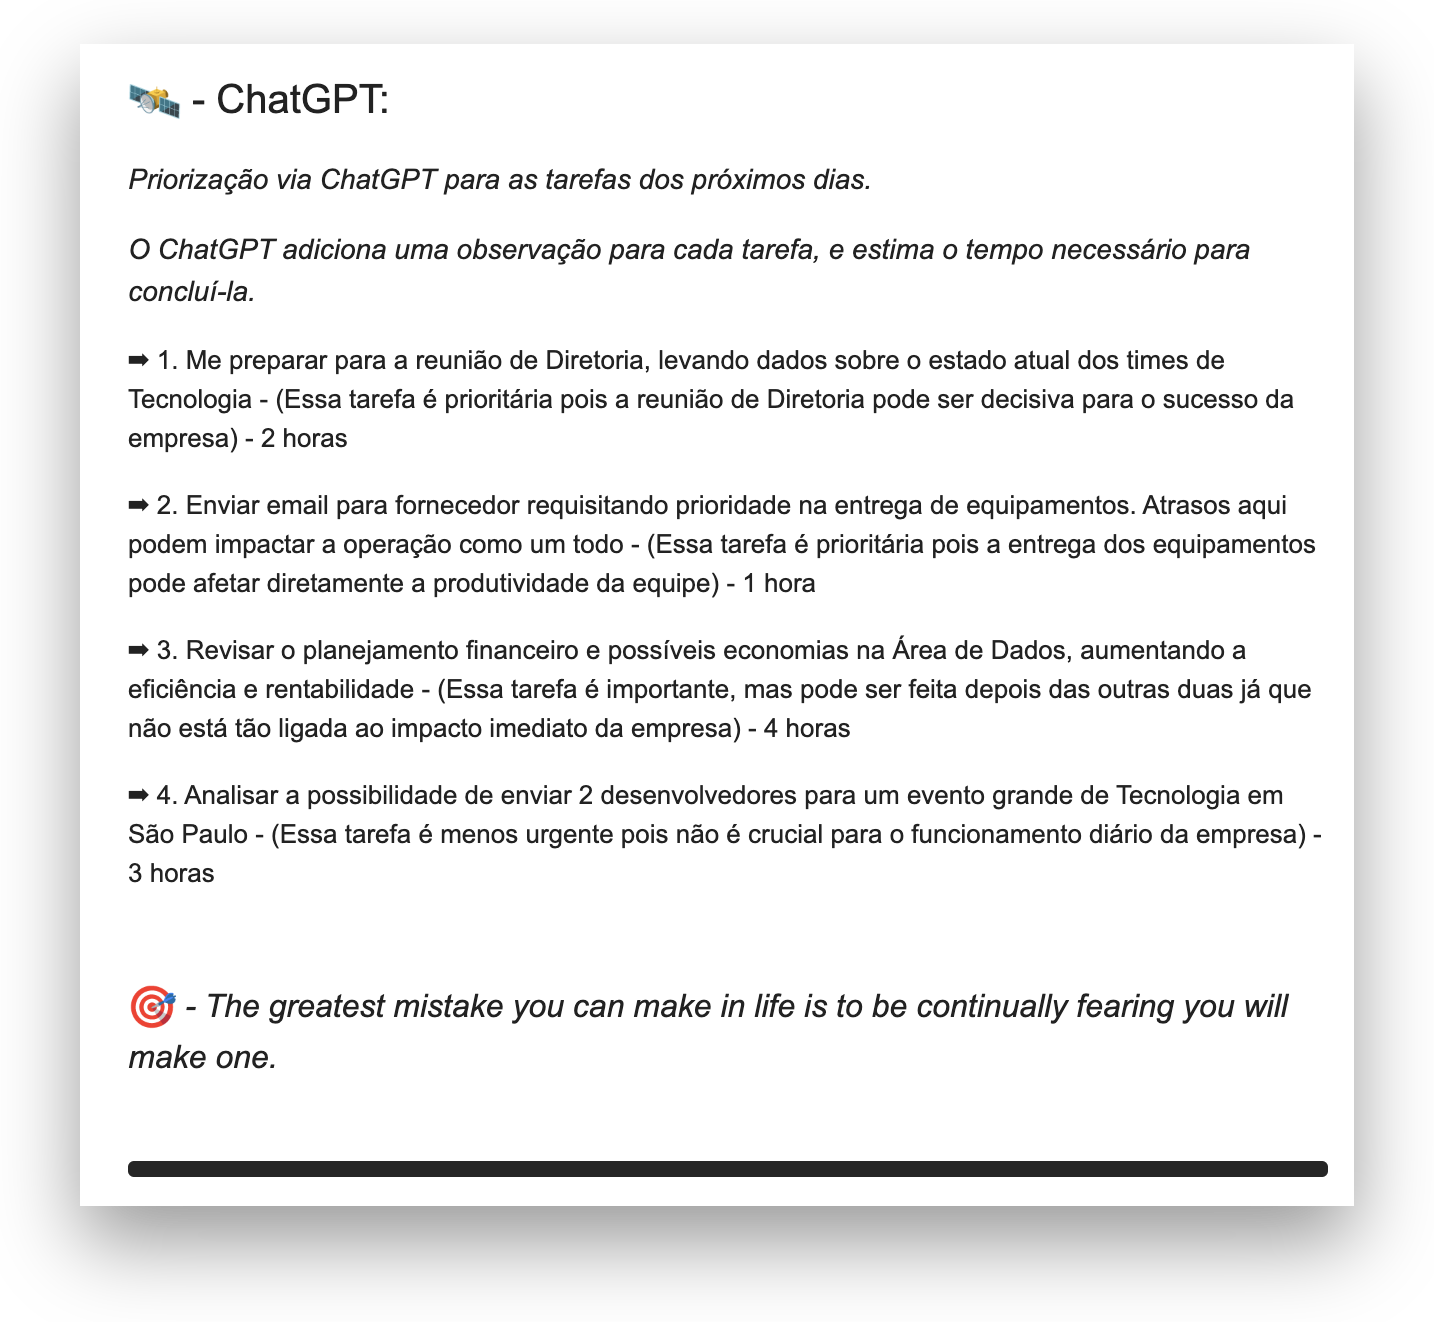 🛰 - ChatGPT:
Priorização via ChatGPT para as tarefas dos próximos dias.
O ChatGPT adiciona uma observação para cada tarefa, e estima o tempo necessário para
concluí-la.
➡ 1. Me preparar para a reunião de Diretoria, levando dados sobre o estado atual dos times de
Tecnologia - (Essa tarefa é prioritária pois a reunião de Diretoria pode ser decisiva para o sucesso da
empresa) - 2 horas
➡ 2. Enviar email para fornecedor requisitando prioridade na entrega de equipamentos. Atrasos aqui
podem impactar a operação como um todo - (Essa tarefa é prioritária pois a entrega dos equipamentos
pode afetar diretamente a produtividade da equipe) - 1 hora
➡ 3. Revisar o planejamento financeiro e possíveis economias na Área de Dados, aumentando a
eficiência e rentabilidade - (Essa tarefa é importante, mas pode ser feita depois das outras duas já que
não está tão ligada ao impacto imediato da empresa) - 4 horas
➡ 4. Analisar a possibilidade de enviar 2 desenvolvedores para um evento grande de Tecnologia em
São Paulo - (Essa tarefa é menos urgente pois não é crucial para o funcionamento diário da empresa) -
3 horas
🎯 - The greatest mistake you can make in life is to be continually fearing you will
make one.